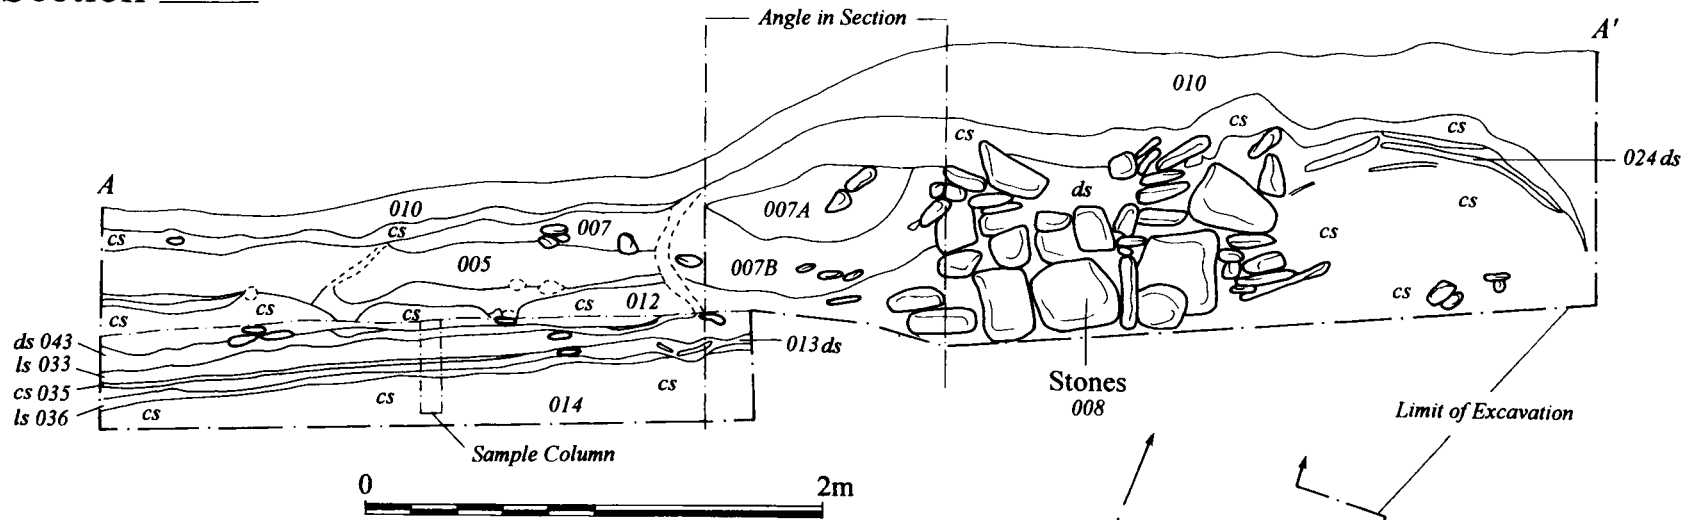 Section
Angle in Section
A'
010
cs
cs
cs
024 ds
A
010
007
007A
ds
cs
cs
cs
005
007B
cs
cs
cs
012
cs
cs
ds 043
013 ds
ls 033
cs 035
cs
cs
Stones
ls 036
cs
014
008
Limit of Excavation
Sample Column
0 2m